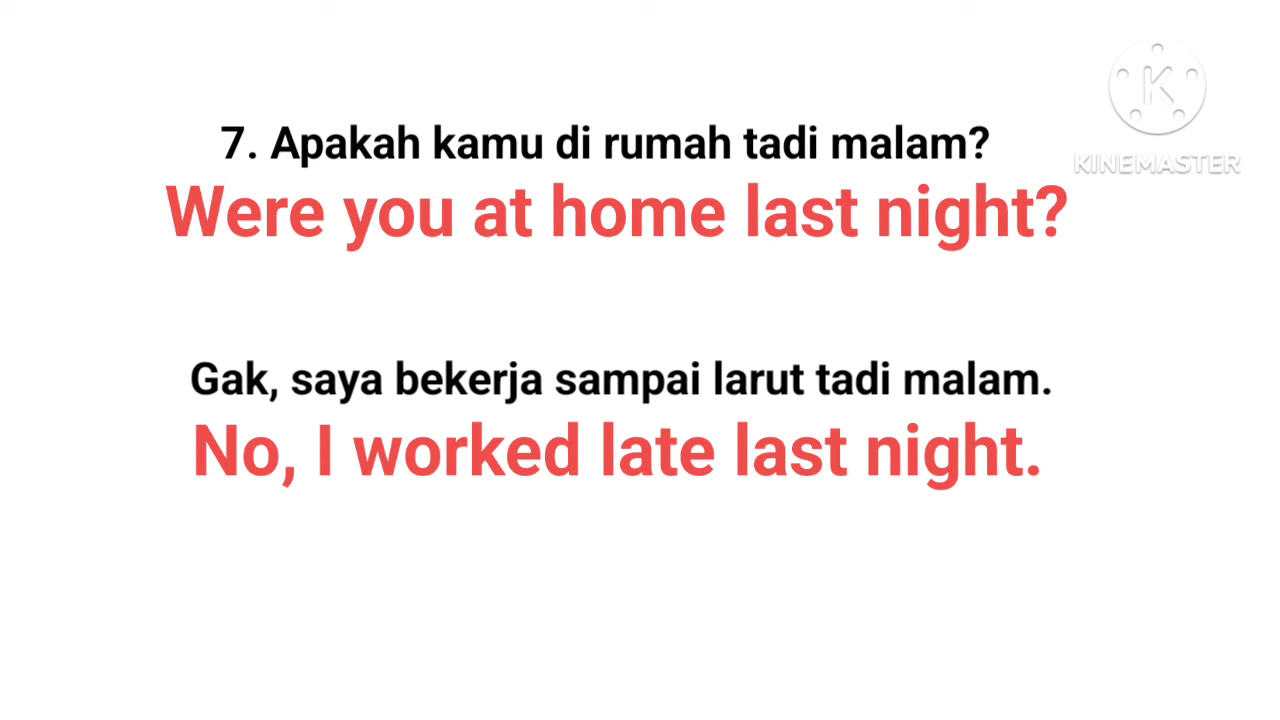 7. Apakah kamu di rumah tadi malam?
Were you at home last night?
Gak, saya bekerja sampai larut tadi malam.
No, I worked late last night.
K
KINEMASTER